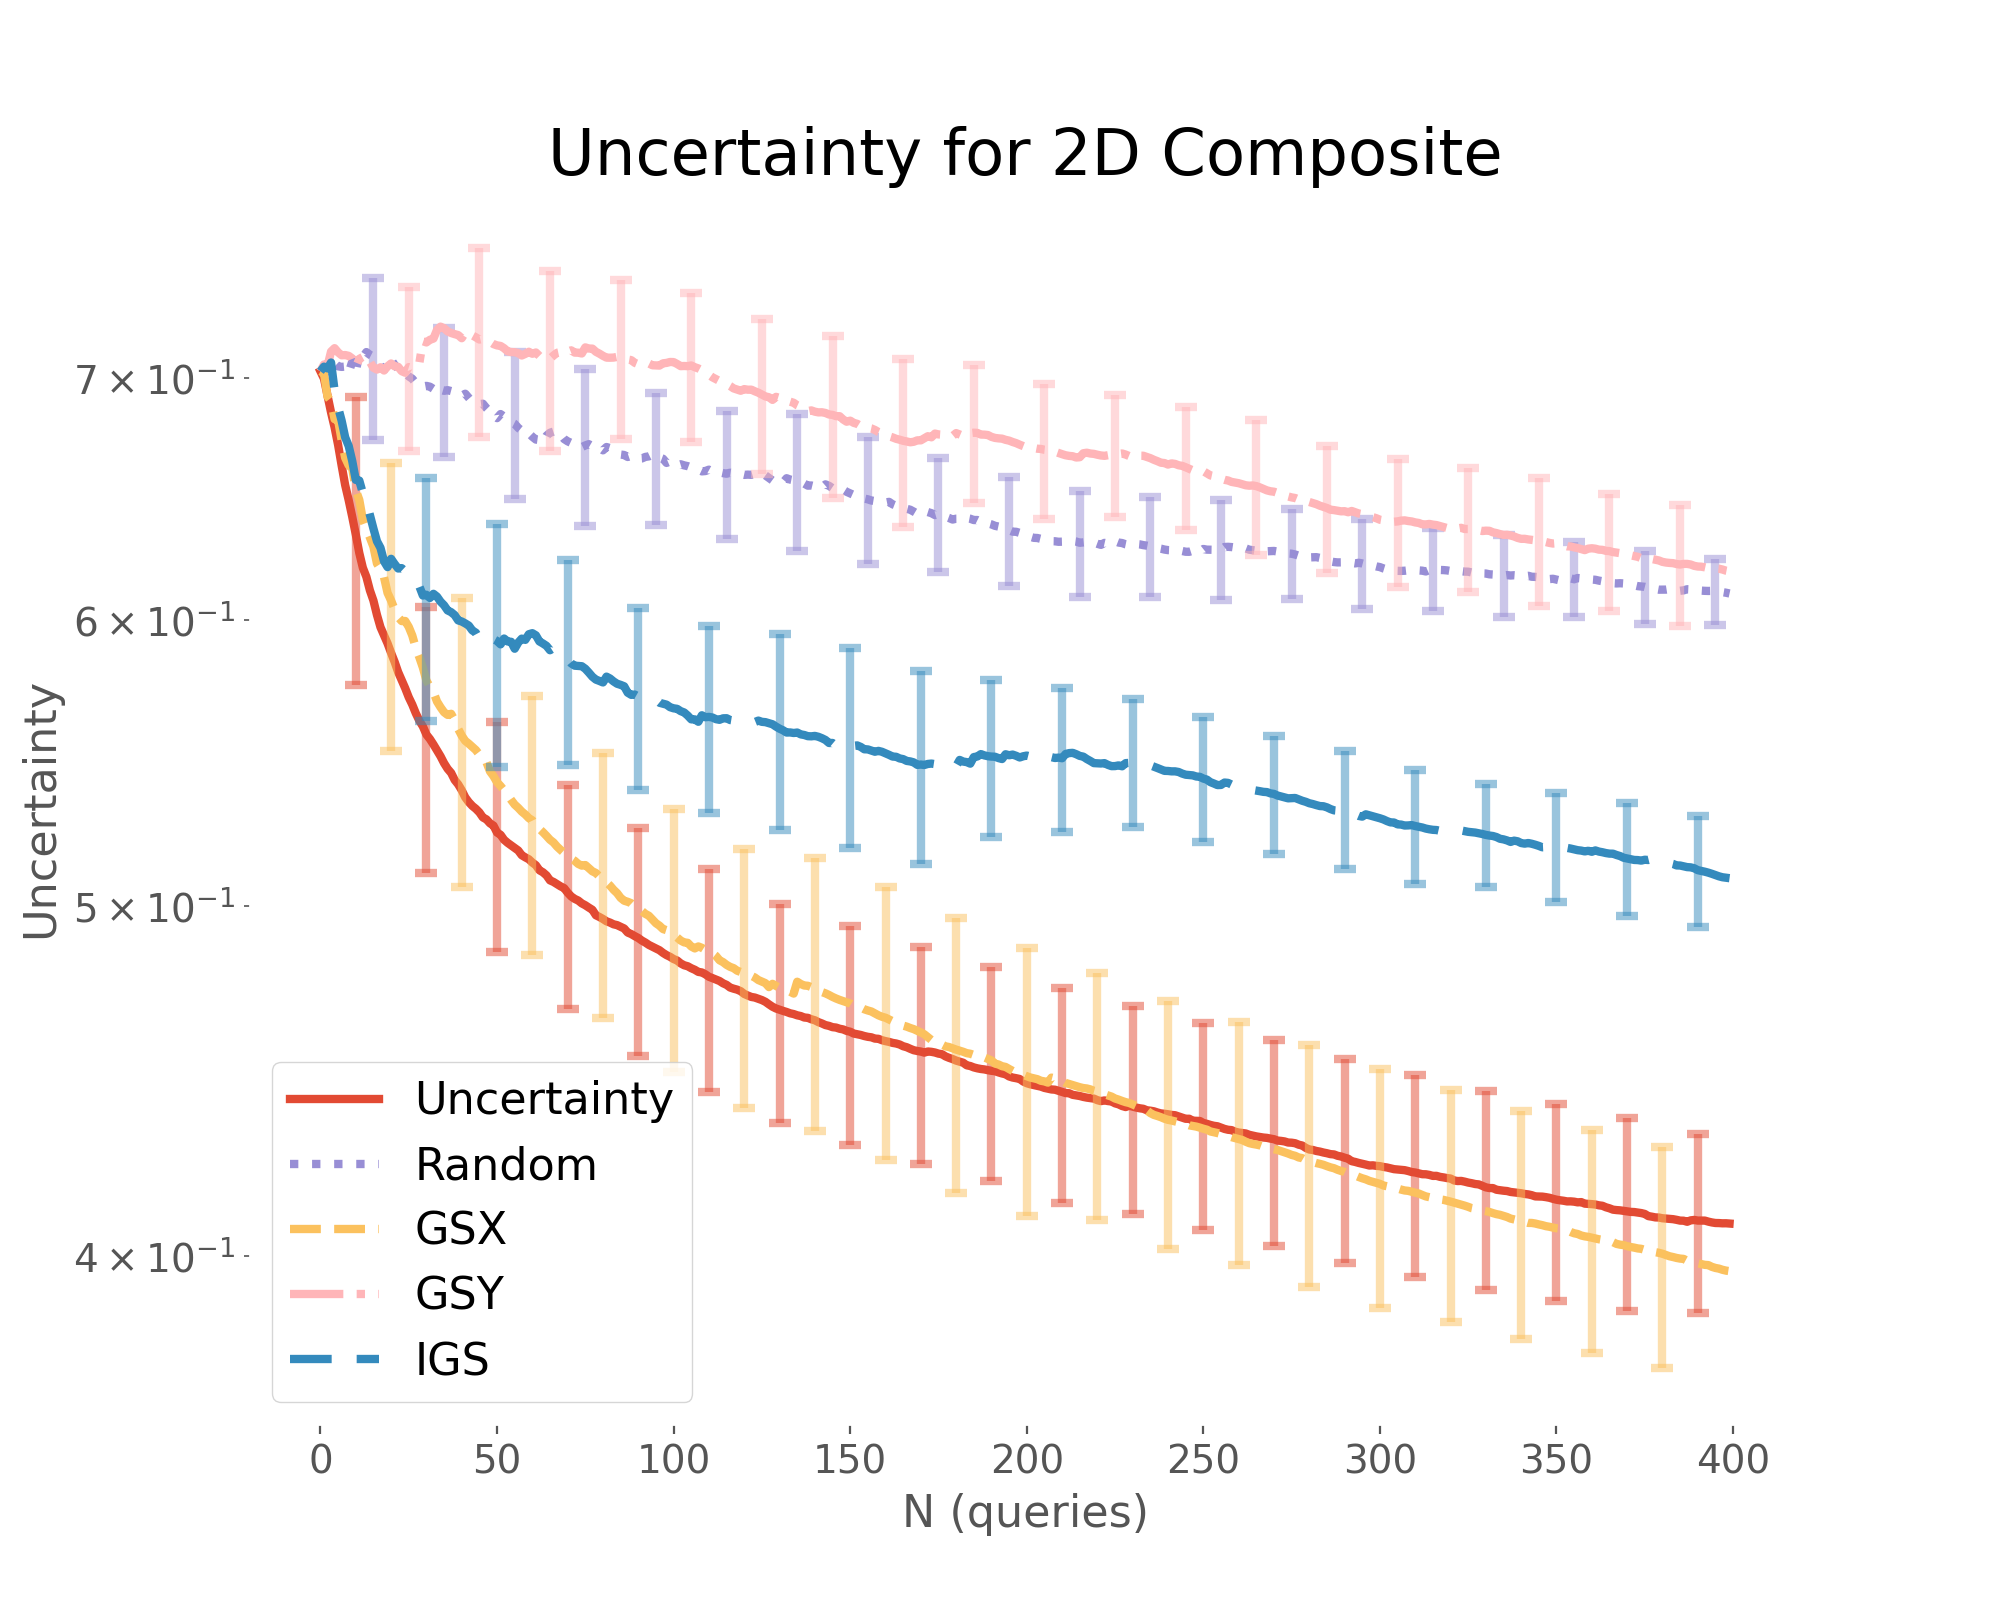 Uncertainty for 2D Composite
Uncertainty
7 × 10⁻¹
6 × 10⁻¹
5 × 10⁻¹
4 × 10⁻¹
Uncertainty
Random
GSX
GSY
IGS
0 50 100 150 200 250 300 350 400
N (queries)